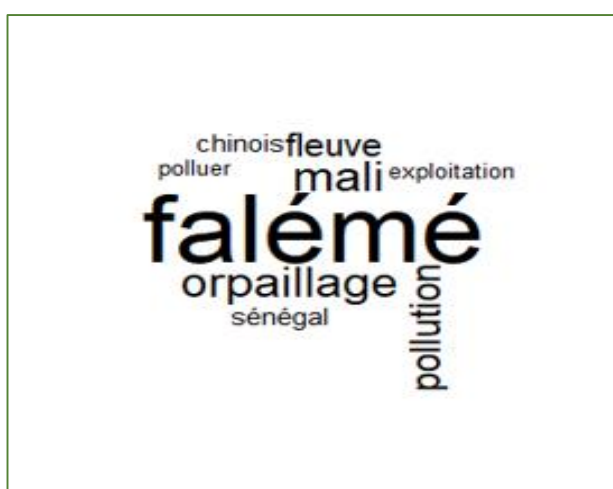 chinois fleuve
polluer mali exploitation
falémé
orpaillage
sénégal
pollution